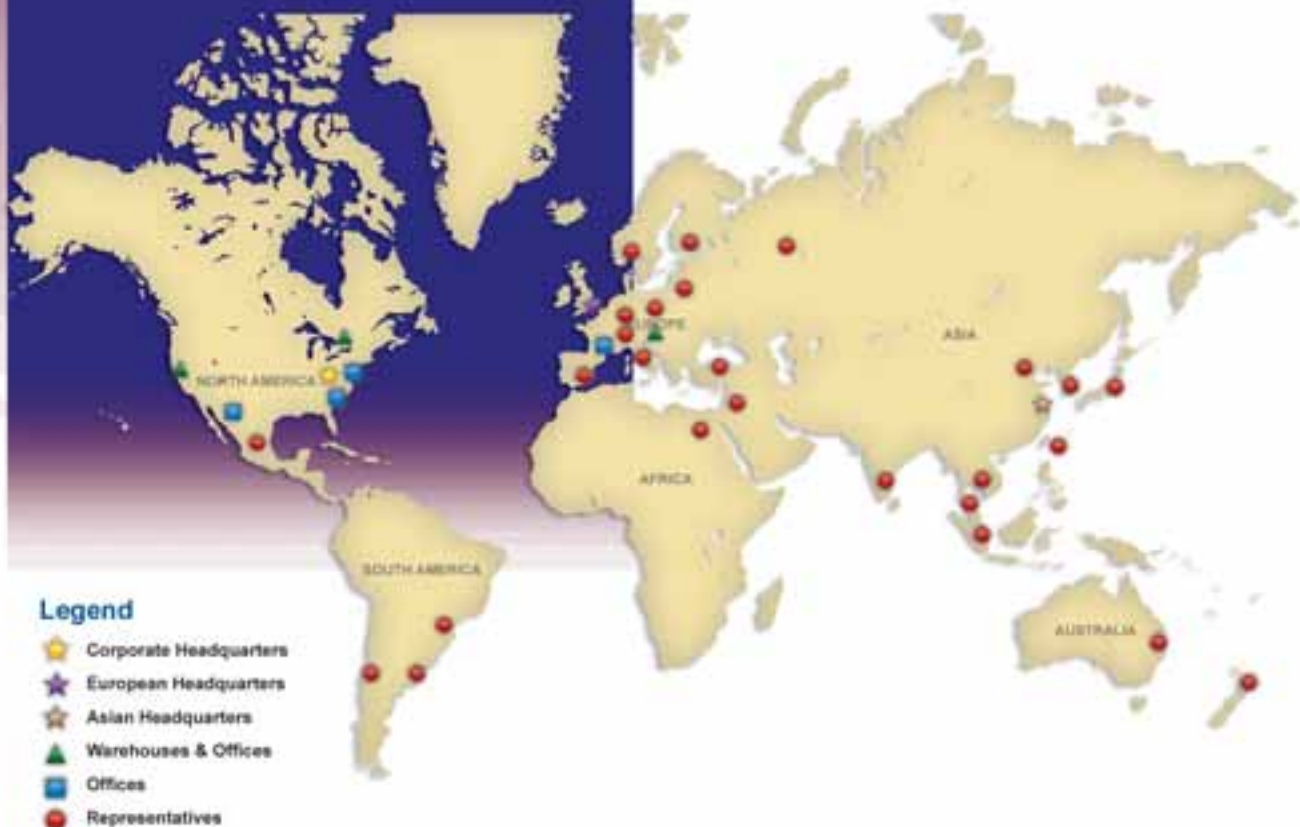 NORTH AMERICA
EUROPE
ASIA
AFRICA
SOUTH AMERICA
AUSTRALIA
Legend
Corporate Headquarters
European Headquarters
Asian Headquarters
Warehouses & Offices
Offices
Representatives